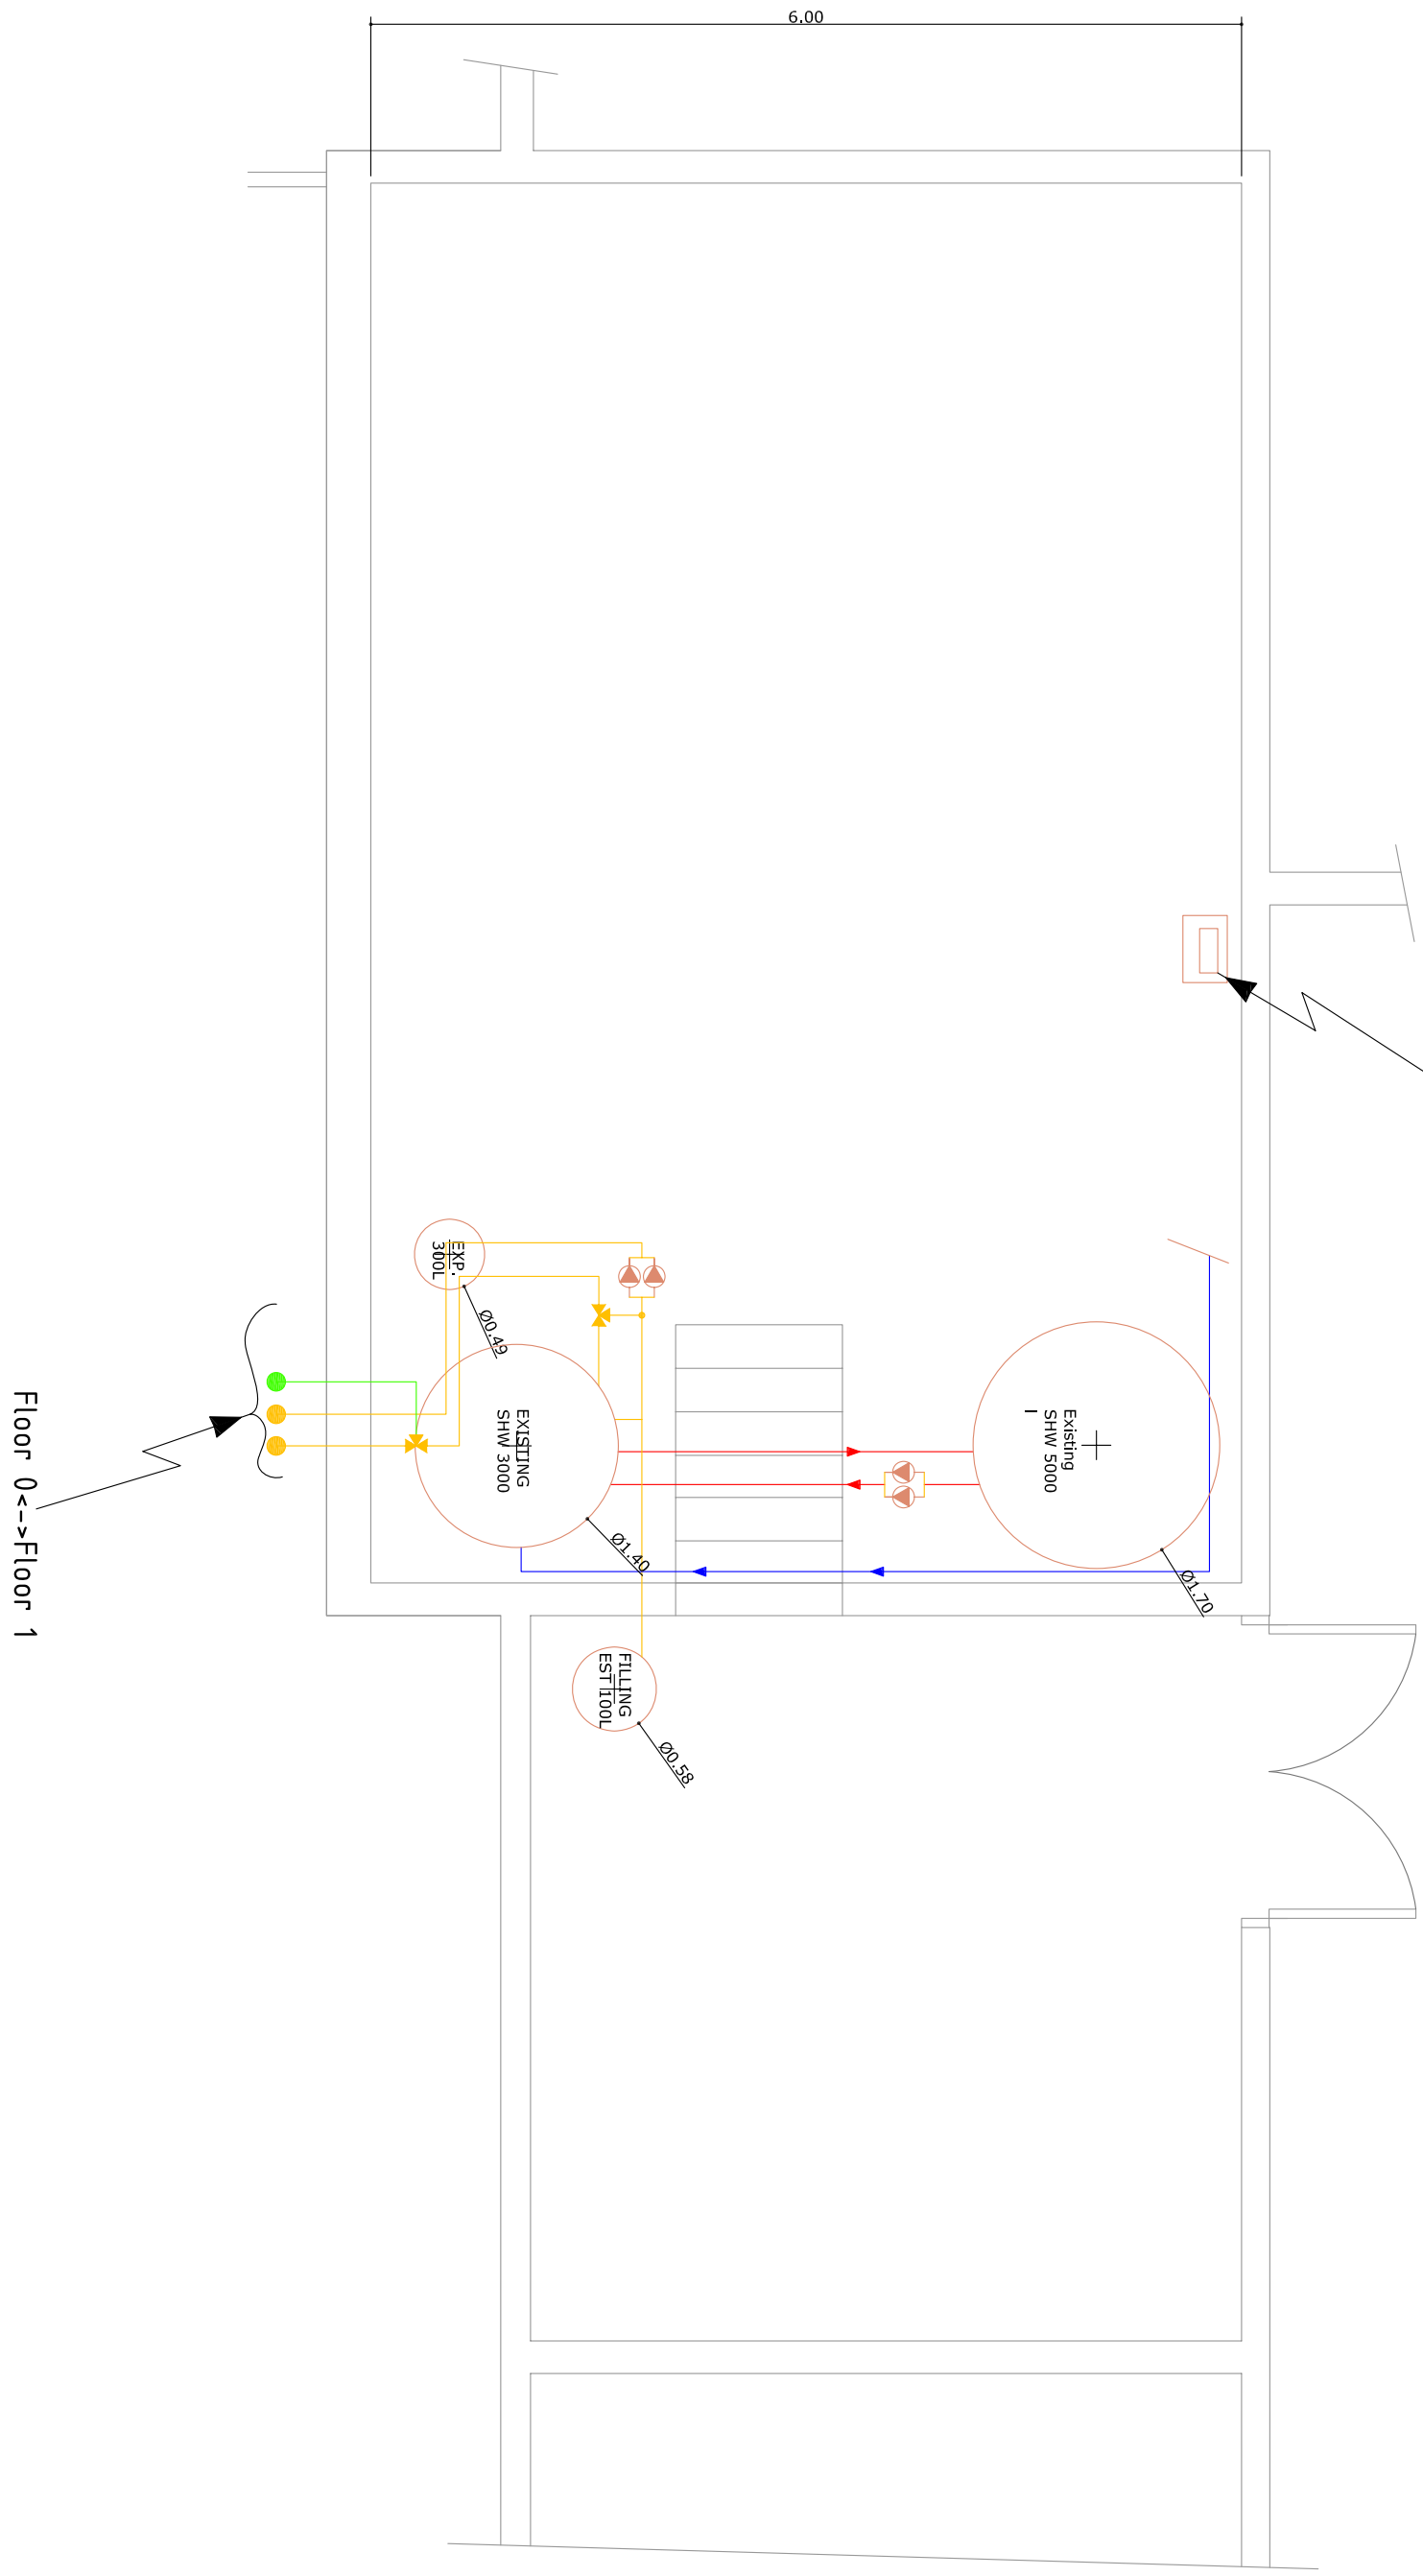 6.00
EXP.
300L
Ø0.49
EXISTING
SHW 3000
Ø1.40
Existing
SHW 5000
l
Ø1.70
FILLING
EST 100L
Ø0.58
Floor 0<->Floor 1